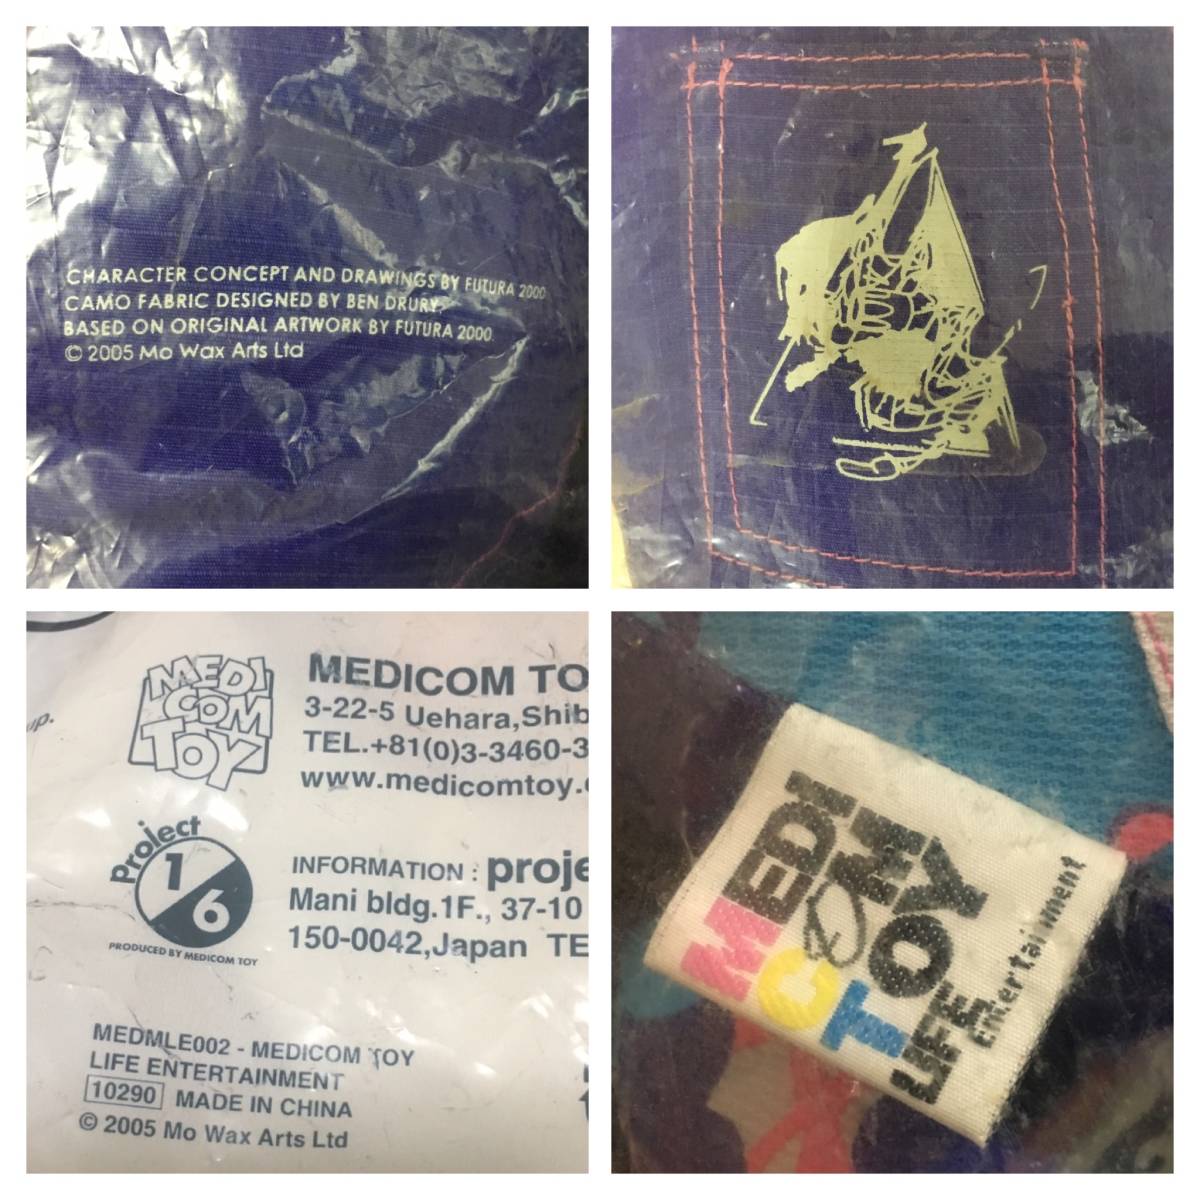 CHARACTER CONCEPT AND DRAWINGS BY FUTURA 2000
CAMO FABRIC DESIGNED BY BEN DRURY,
BASED ON ORIGINAL ARTWORK BY FUTURA 2000
© 2005 Mo Wax Arts Ltd
up.
MEDI
COM
TOY
MEDICOM TO
3-22-5 Uehara,Shib
TEL.+81(0)3-3460-3
www.medicomtoy.
Project
1/6
PRODUCED BY MEDICOM TOY
INFORMATION : proje
Mani bldg.1F., 37-10
150-0042,Japan TE
MEDMLE002 - MEDICOM TOY
LIFE ENTERTAINMENT
10290 MADE IN CHINA
© 2005 Mo Wax Arts Ltd
MEDI
COM
TOY
LIFE
Entertainment